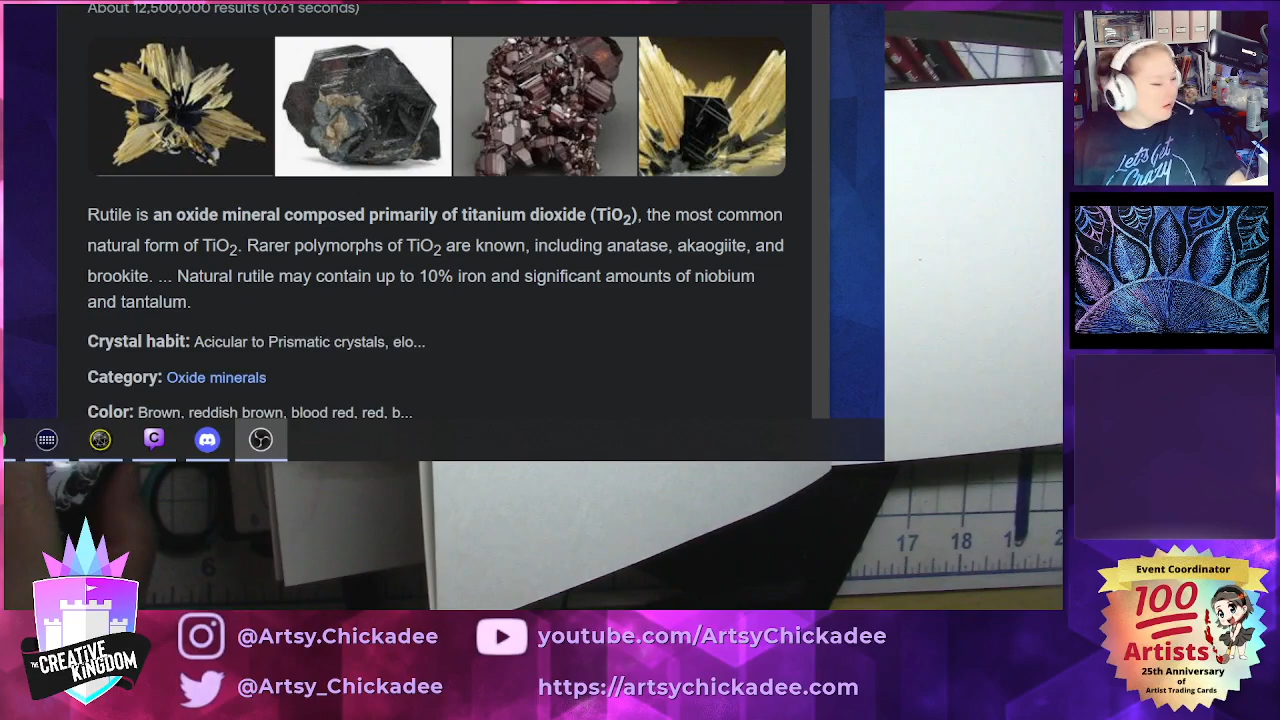 About 12,500,000 results (0.61 seconds)
Rutile is an oxide mineral composed primarily of titanium dioxide (TiO2), the most common
natural form of TiO2. Rarer polymorphs of TiO2 are known, including anatase, akaogiite, and
brookite. ... Natural rutile may contain up to 10% iron and significant amounts of niobium
and tantalum.
Crystal habit: Acicular to Prismatic crystals, elo...
Category: Oxide minerals
Color: Brown, reddish brown, blood red, red, b...
Let's Get
Crazy
6
17 18 19
THE CREATIVE
KINGDOM
@Artsy.Chickadee
youtube.com/ArtsyChickadee
@Artsy_Chickadee
https://artsychickadee.com
Event Coordinator
100
Artists
25th Anniversary
of
Artist Trading Cards